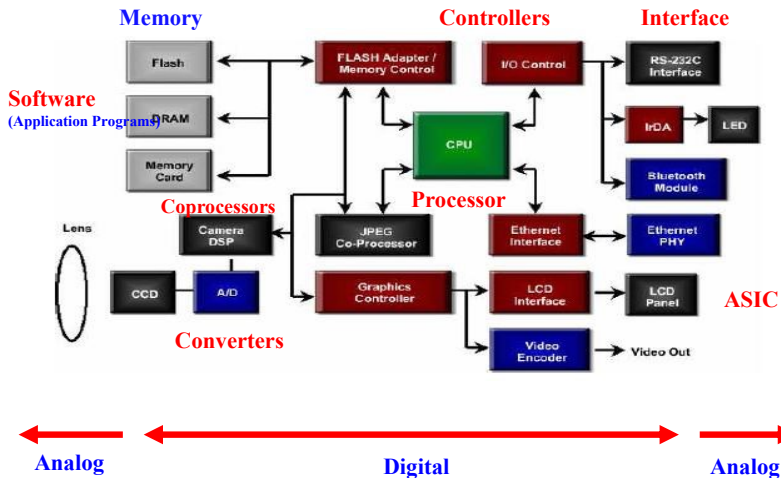 Memory
Controllers
Interface
Flash
FLASH Adapter /
Memory Control
I/O Control
RS-232C
Interface
Software
(Application Programs)
DRAM
IrDA
LED
CPU
Memory
Card
Bluetooth
Module
Coprocessors
Processor
Lens
Camera
DSP
JPEG
Co-Processor
Ethernet
Interface
Ethernet
PHY
CCD
A/D
Graphics
Controller
LCD
Interface
LCD
Panel
ASIC
Converters
Video
Encoder
Video Out
Analog
Digital
Analog